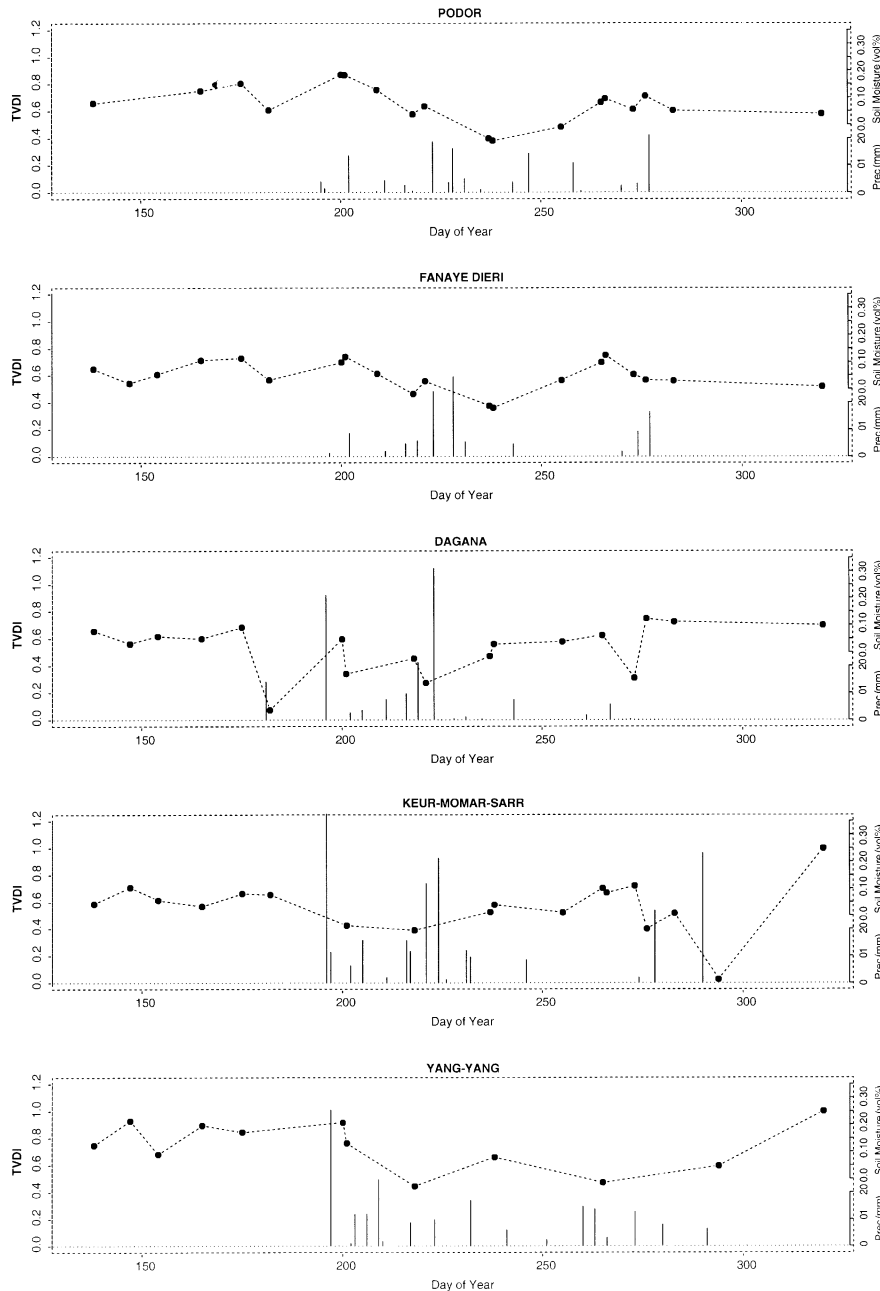 PODOR
TVDI
0.0 0.2 0.4 0.6 0.8 1.0 1.2
0 01 20
0.0 0.10 0.20 0.30
Prec(mm) Soil Moisture(vol%)
150 200 250 300
Day of Year
FANAYE DIERI
TVDI
0.0 0.2 0.4 0.6 0.8 1.0 1.2
0 01 20
0.0 0.10 0.20 0.30
Prec(mm) Soil Moisture(vol%)
150 200 250 300
Day of Year
DAGANA
TVDI
0.0 0.2 0.4 0.6 0.8 1.0 1.2
0 01 20
0.0 0.10 0.20 0.30
Prec(mm) Soil Moisture(vol%)
150 200 250 300
Day of Year
KEUR-MOMAR-SARR
TVDI
0.0 0.2 0.4 0.6 0.8 1.0 1.2
0 01 20
0.0 0.10 0.20 0.30
Prec(mm) Soil Moisture(vol%)
150 200 250 300
Day of Year
YANG-YANG
TVDI
0.0 0.2 0.4 0.6 0.8 1.0 1.2
0 01 20
0.0 0.10 0.20 0.30
Prec(mm) Soil Moisture(vol%)
150 200 250 300
Day of Year